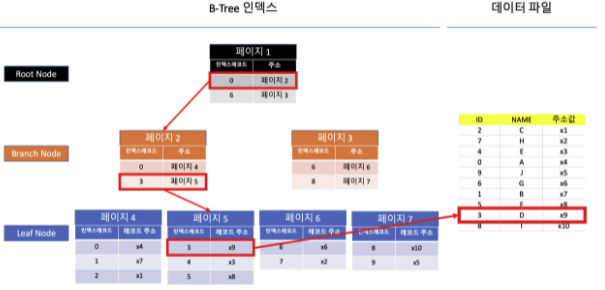 B-Tree 인덱스
데이터 파일
Root Node
페이지 1
인덱스레코드 주소
0 페이지 2
6 페이지 3
Branch Node
페이지 2
인덱스레코드 주소
0 페이지 4
3 페이지 5
페이지 3
인덱스레코드 주소
6 페이지 6
8 페이지 7
Leaf Node
페이지 4
인덱스레코드 레코드 주소
0 x4
1 x7
2 x1
페이지 5
인덱스레코드 레코드 주소
3 x9
4 x3
5 x8
페이지 6
인덱스레코드 레코드 주소
6 x6
7 x2
페이지 7
인덱스레코드 레코드 주소
8 x10
9 x5
ID NAME 주소값
2 C x1
7 H x2
4 E x3
0 A x4
9 J x5
6 G x6
1 B x7
5 F x8
3 D x9
8 I x10